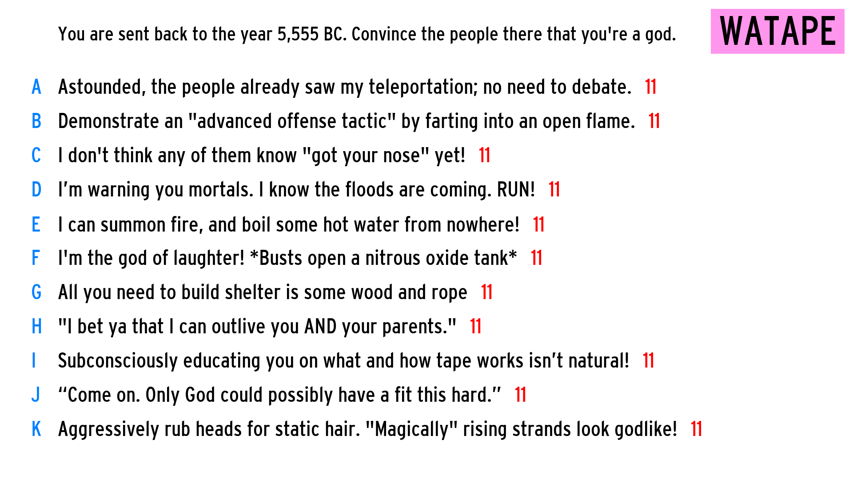 You are sent back to the year 5,555 BC. Convince the people there that you're a god.
WATAPE
A Astounded, the people already saw my teleportation; no need to debate. 11
B Demonstrate an "advanced offense tactic" by farting into an open flame. 11
C I don't think any of them know "got your nose" yet! 11
D I’m warning you mortals. I know the floods are coming. RUN! 11
E I can summon fire, and boil some hot water from nowhere! 11
F I'm the god of laughter! *Busts open a nitrous oxide tank* 11
G All you need to build shelter is some wood and rope 11
H "I bet ya that I can outlive you AND your parents." 11
I Subconsciously educating you on what and how tape works isn’t natural! 11
J “Come on. Only God could possibly have a fit this hard.” 11
K Aggressively rub heads for static hair. "Magically" rising strands look godlike! 11